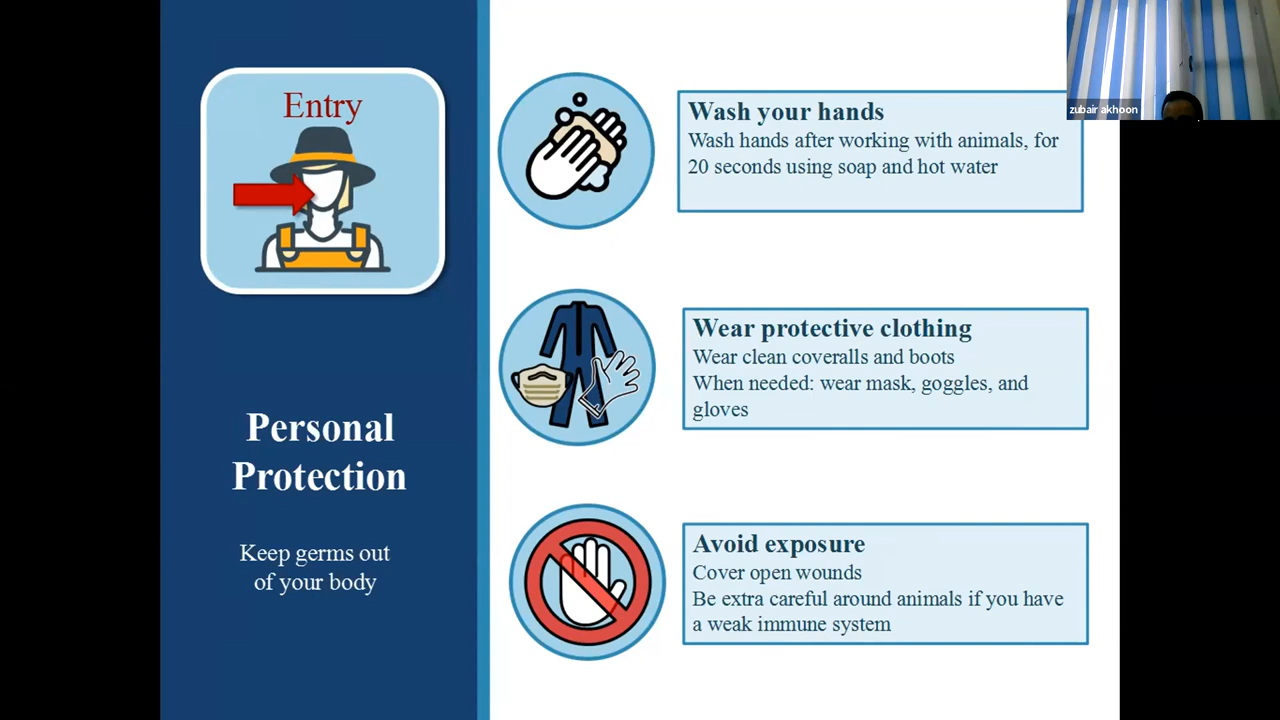 Entry
Personal
Protection
Keep germs out
of your body
Wash your hands
Wash hands after working with animals, for
20 seconds using soap and hot water
Wear protective clothing
Wear clean coveralls and boots
When needed: wear mask, goggles, and
gloves
Avoid exposure
Cover open wounds
Be extra careful around animals if you have
a weak immune system
zubair akhoon